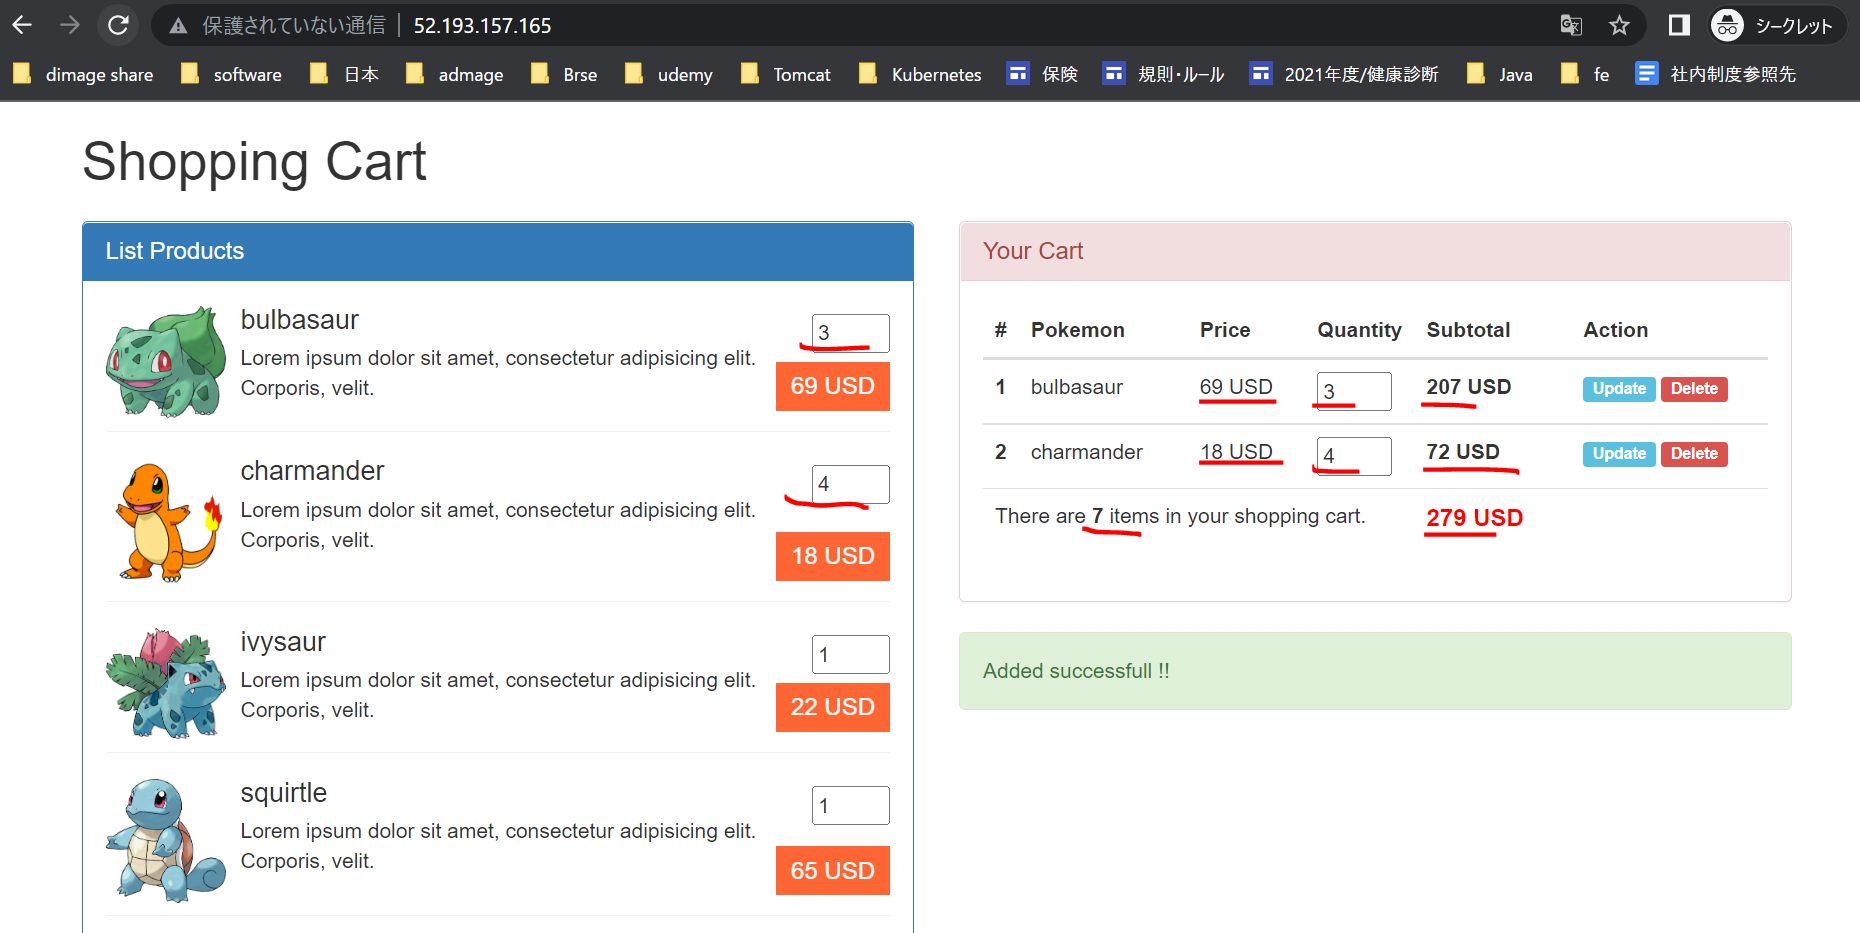 保護されていない通信 52.193.157.165 シークレット
dimage share software 日本 admage Brse udemy Tomcat Kubernetes 保険 規則・ルール 2021年度/健康診断 Java fe 社内制度参照先
Shopping Cart
List Products
bulbasaur
3
Lorem ipsum dolor sit amet, consectetur adipisicing elit.
Corporis, velit.
69 USD
charmander
4
Lorem ipsum dolor sit amet, consectetur adipisicing elit.
Corporis, velit.
18 USD
ivysaur
1
Lorem ipsum dolor sit amet, consectetur adipisicing elit.
Corporis, velit.
22 USD
squirtle
1
Lorem ipsum dolor sit amet, consectetur adipisicing elit.
Corporis, velit.
65 USD
Your Cart
# Pokemon Price Quantity Subtotal Action
1 bulbasaur 69 USD 3 207 USD Update Delete
2 charmander 18 USD 4 72 USD Update Delete
There are 7 items in your shopping cart. 279 USD
Added successfull !!